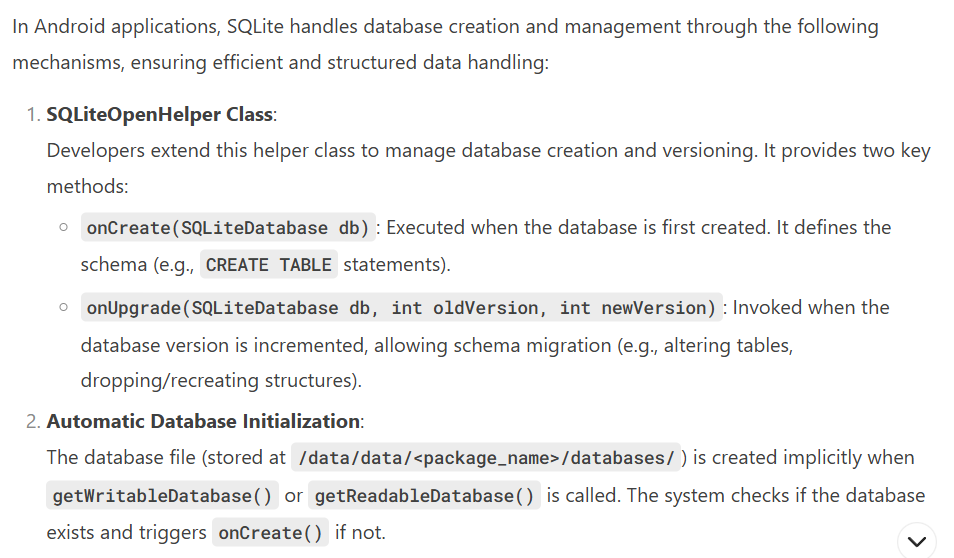 In Android applications, SQLite handles database creation and management through the following
mechanisms, ensuring efficient and structured data handling:
1. SQLiteOpenHelper Class:
Developers extend this helper class to manage database creation and versioning. It provides two key
methods:
○ onCreate(SQLiteDatabase db): Executed when the database is first created. It defines the
schema (e.g., CREATE TABLE statements).
○ onUpgrade(SQLiteDatabase db, int oldVersion, int newVersion): Invoked when the
database version is incremented, allowing schema migration (e.g., altering tables,
dropping/recreating structures).
2. Automatic Database Initialization:
The database file (stored at /data/data/<package_name>/databases/) is created implicitly when
getWritableDatabase() or getReadableDatabase() is called. The system checks if the database
exists and triggers onCreate() if not.